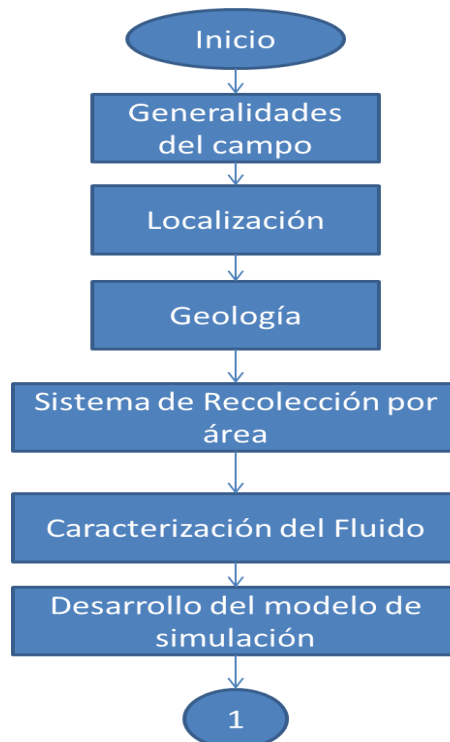 Inicio
Generalidades
del campo
Localización
Geología
Sistema de Recolección por
área
Caracterización del Fluido
Desarrollo del modelo de
simulación
1